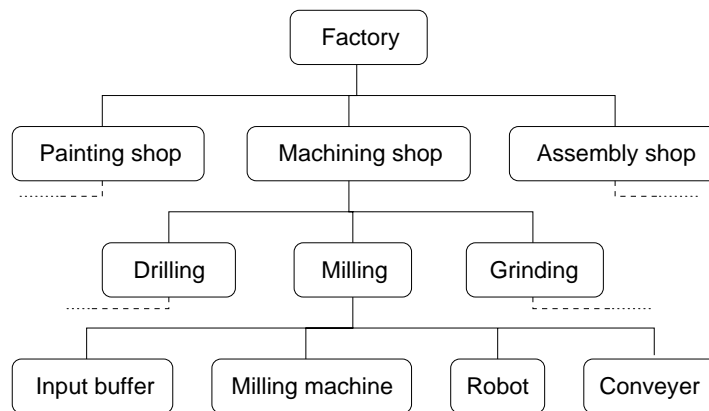 Factory
Painting shop
Machining shop
Assembly shop
Drilling
Milling
Grinding
Input buffer
Milling machine
Robot
Conveyer